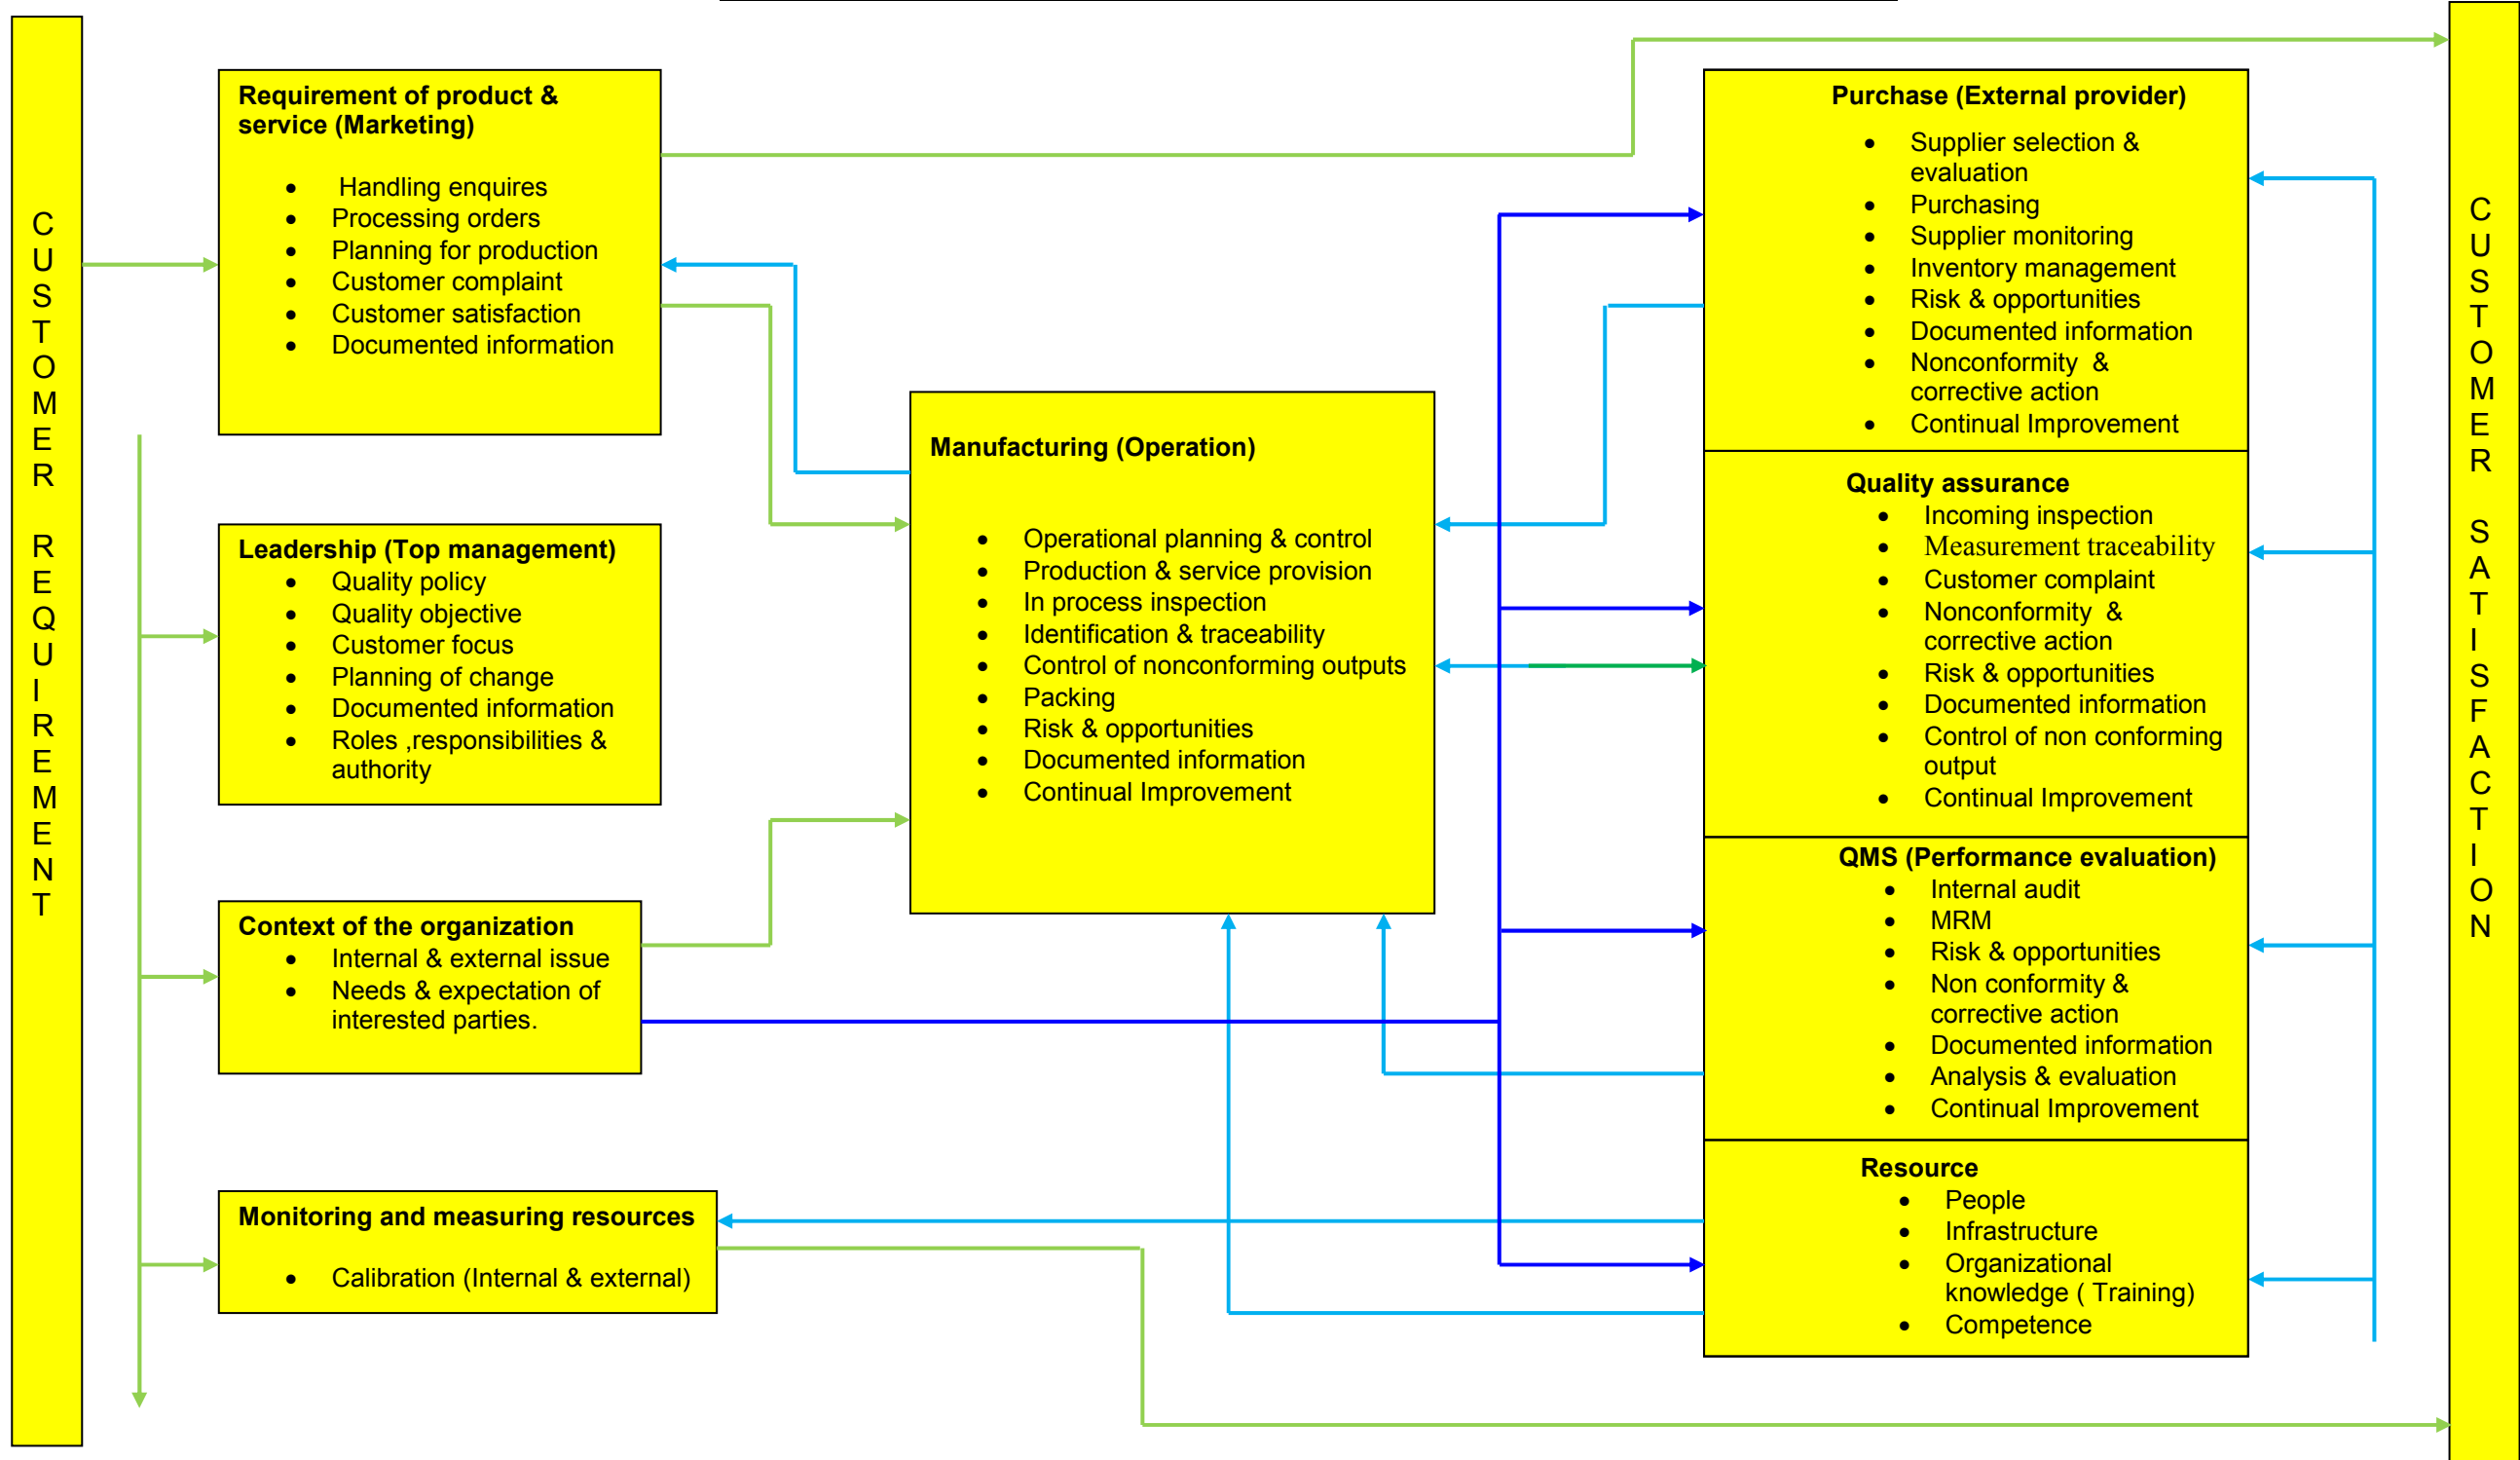 CUSTOMER REQUIREMENT
Requirement of product &
service (Marketing)
• Handling enquires
• Processing orders
• Planning for production
• Customer complaint
• Customer satisfaction
• Documented information
Leadership (Top management)
• Quality policy
• Quality objective
• Customer focus
• Planning of change
• Documented information
• Roles ,responsibilities &
authority
Context of the organization
• Internal & external issue
• Needs & expectation of
interested parties.
Monitoring and measuring resources
• Calibration (Internal & external)
Manufacturing (Operation)
• Operational planning & control
• Production & service provision
• In process inspection
• Identification & traceability
• Control of nonconforming outputs
• Packing
• Risk & opportunities
• Documented information
• Continual Improvement
Purchase (External provider)
• Supplier selection &
evaluation
• Purchasing
• Supplier monitoring
• Inventory management
• Risk & opportunities
• Documented information
• Nonconformity &
corrective action
• Continual Improvement
Quality assurance
• Incoming inspection
• Measurement traceability
• Customer complaint
• Nonconformity &
corrective action
• Risk & opportunities
• Documented information
• Control of non conforming
output
• Continual Improvement
QMS (Performance evaluation)
• Internal audit
• MRM
• Risk & opportunities
• Non conformity &
corrective action
• Documented information
• Analysis & evaluation
• Continual Improvement
Resource
• People
• Infrastructure
• Organizational
knowledge ( Training)
• Competence
CUSTOMER SATISFACTION